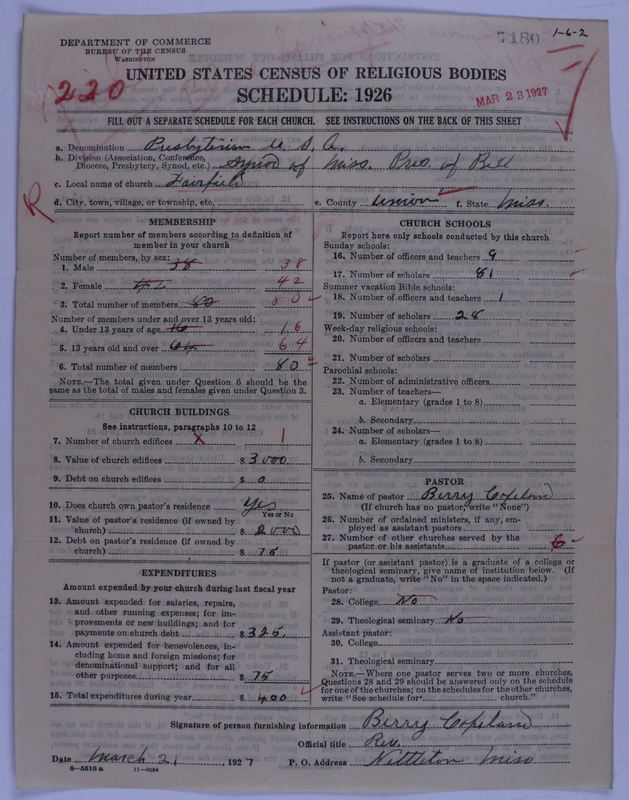 7180
1-6-2
DEPARTMENT OF COMMERCE
BUREAU OF THE CENSUS
WASHINGTON
220
UNITED STATES CENSUS OF RELIGIOUS BODIES
SCHEDULE: 1926
MAR 23 1927
FILL OUT A SEPARATE SCHEDULE FOR EACH CHURCH. SEE INSTRUCTIONS ON THE BACK OF THIS SHEET
a. Denomination Presbyterian U. S. A.
b. Division (Association, Conference, Diocese, Presbytery, Synod, etc.) Synod of Miss. Pres. of Bell
c. Local name of church Fairfield
d. City, town, village, or township, etc. e. County Union f. State Miss.
R
MEMBERSHIP
Report number of members according to definition of
member in your church
Number of members, by sex:
1. Male 38 38
2. Female 42 42
3. Total number of members 80 80
Number of members under and over 13 years old:
4. Under 13 years of age 16 16
5. 13 years old and over 64 64
6. Total number of members 80
NOTE.—The total given under Question 6 should be
same as the total of males and females given under Question 3.
CHURCH BUILDINGS
See instructions, paragraphs 10 to 12
7. Number of church edifices X 1
8. Value of church edifices $ 3000
9. Debt on church edifices $ 0
10. Does church own pastor's residence Yes
Yes or No
11. Value of pastor's residence (if owned by
church) $ 2000
12. Debt on pastor's residence (if owned by
church) $ 75
EXPENDITURES
Amount expended by your church during last fiscal year
13. Amount expended for salaries, repairs,
and other running expenses; for im-
provements or new buildings; and for
payments on church debt $ 325.
14. Amount expended for benevolences, in-
cluding home and foreign missions; for
denominational support; and for all
other purposes $ 75
15. Total expenditures during year $ 400
CHURCH SCHOOLS
Report here only schools conducted by this church
Sunday schools:
16. Number of officers and teachers 9
17. Number of scholars 81
Summer vacation Bible schools:
18. Number of officers and teachers 1
19. Number of scholars 28
Week-day religious schools:
20. Number of officers and teachers
21. Number of scholars
Parochial schools:
22. Number of administrative officers
23. Number of teachers—
a. Elementary (grades 1 to 8)
b. Secondary
24. Number of scholars—
a. Elementary (grades 1 to 8)
b. Secondary
PASTOR
25. Name of pastor Berry Copeland
(If church has no pastor, write "None")
26. Number of ordained ministers, if any, em-
ployed as assistant pastors
27. Number of other churches served by the
pastor or his assistants 6
If pastor (or assistant pastor) is a graduate of a college or
theological seminary, give name of institution below. (If
not a graduate, write "No" in the space indicated.)
Pastor:
28. College No
29. Theological seminary No
Assistant pastor:
30. College
31. Theological seminary
NOTE.—Where one pastor serves two or more churches,
Questions 28 and 29 should be answered only on the schedule
for one of the churches; on the schedules for the other churches,
write "See schedule for church."
Signature of person furnishing information Berry Copeland
Official title Rev.
Date March 21, 1927 P. O. Address Nettleton Miss
8-5518a 11-9054